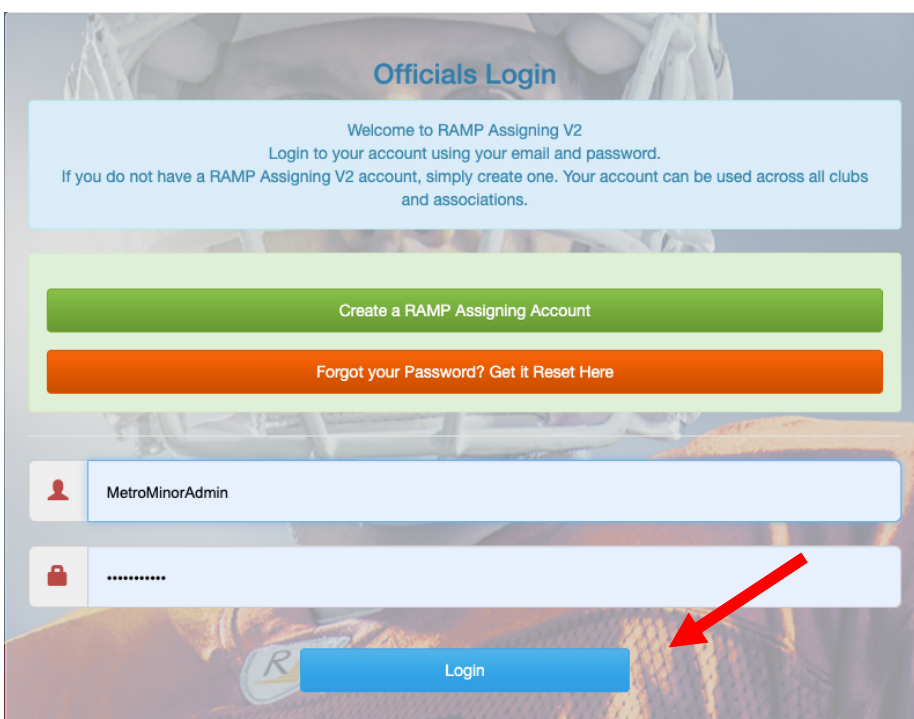 Officials Login
Welcome to RAMP Assigning V2
Login to your account using your email and password.
If you do not have a RAMP Assigning V2 account, simply create one. Your account can be used across all clubs
and associations.
Create a RAMP Assigning Account
Forgot your Password? Get it Reset Here
MetroMinorAdmin
•••••••••••
R
Login